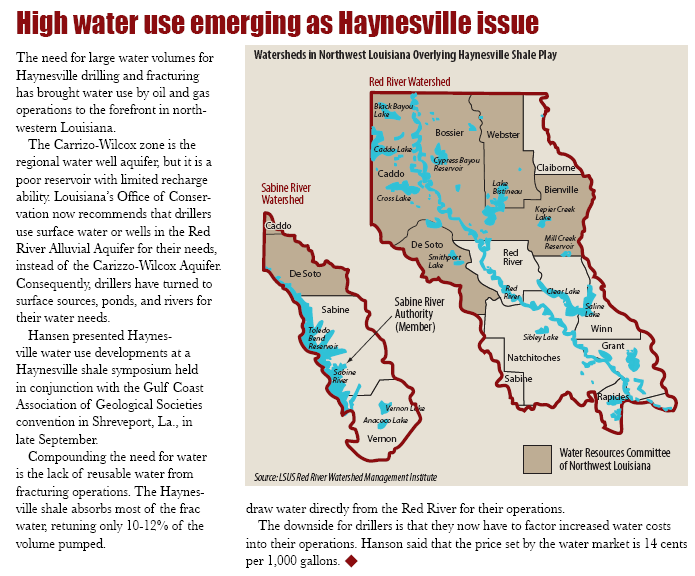 High water use emerging as Haynesville issue
The need for large water volumes for
Haynesville drilling and fracturing
has brought water use by oil and gas
operations to the forefront in north-
western Louisiana.
The Carrizo-Wilcox zone is the
regional water well aquifer, but it is a
poor reservoir with limited recharge
ability. Louisiana's Office of Conser-
vation now recommends that drillers
use surface water or wells in the Red
River Alluvial Aquifer for their needs,
instead of the Carizzo-Wilcox Aquifer.
Consequently, drillers have turned to
surface sources, ponds, and rivers for
their water needs.
Hansen presented Haynes-
ville water use developments at a
Haynesville shale symposium held
in conjunction with the Gulf Coast
Association of Geological Societies
convention in Shreveport, La., in
late September.
Compounding the need for water
is the lack of reusable water from
fracturing operations. The Haynes-
ville shale absorbs most of the frac
water, retuning only 10-12% of the
volume pumped.
Watersheds in Northwest Louisiana Overlying Haynesville Shale Play
Red River Watershed
Black Bayou
Lake
Bossier
Webster
Caddo Lake
Cypress Bayou
Reservoir
Claiborne
Caddo
Lake
Bistineau
Bienville
Cross Lake
Kepler Creek
Lake
Mill Creek
Reservoir
De Soto
Smithport
Lake
Red
River
Red
River
Clear Lake
Saline
Lake
Sibley Lake
Winn
Grant
Natchitoches
Sabine
Rapides
Sabine River
Watershed
Caddo
De Soto
Sabine
Toledo
Bend
Reservoir
Sabine River
Authority
(Member)
Sabine
River
Vernon Lake
Anacoco Lake
Vernon
Water Resources Committee
of Northwest Louisiana
Source: LSUS Red River Watershed Management Institute
draw water directly from the Red River for their operations.
The downside for drillers is that they now have to factor increased water costs
into their operations. Hanson said that the price set by the water market is 14 cents
per 1,000 gallons.